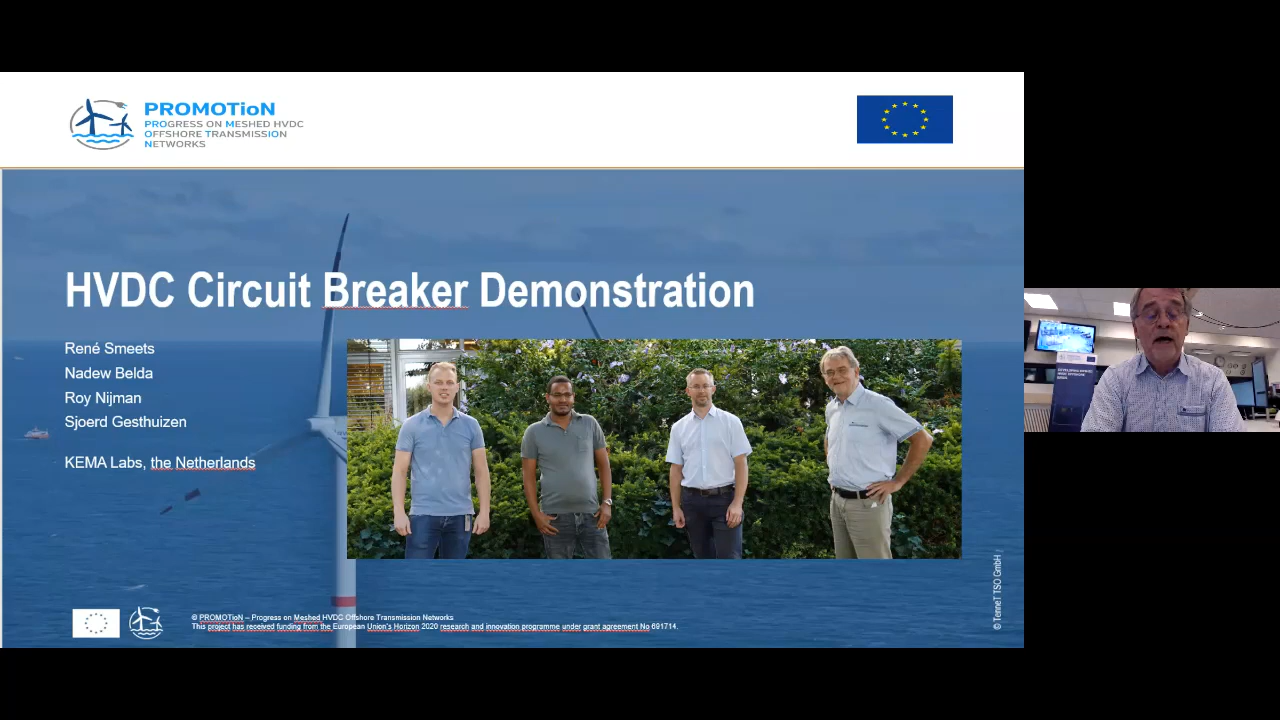 PROMOTioN
PROGRESS ON MESHED HVDC
OFFSHORE TRANSMISSION
NETWORKS
HVDC Circuit Breaker Demonstration
René Smeets
Nadew Belda
Roy Nijman
Sjoerd Gesthuizen
KEMA Labs, the Netherlands
© TenneT TSO GmbH
© PROMOTioN – Progress on Meshed HVDC Offshore Transmission Networks
This project has received funding from the European Union's Horizon 2020 research and innovation programme under grant agreement No 691714.